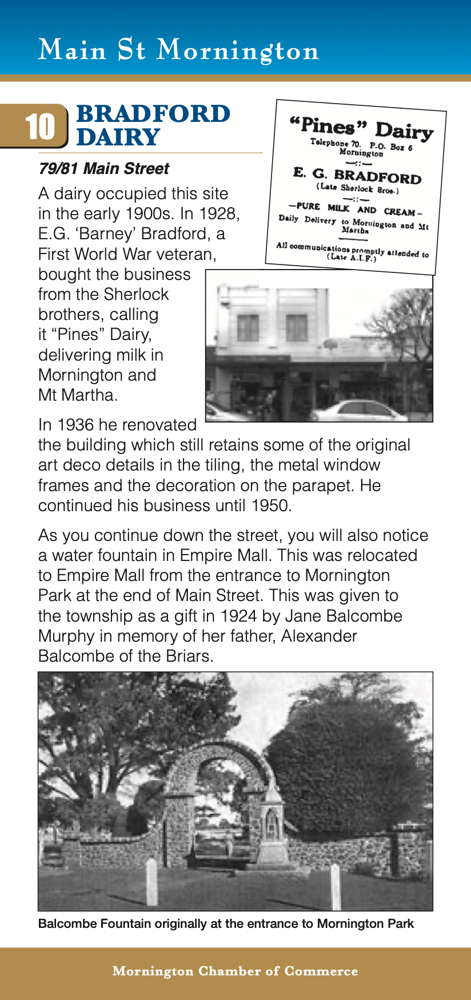 Main St Mornington
10
BRADFORD
DAIRY
79/81 Main Street
"Pines" Dairy
Telephone 70. P.O. Box 6
Mornington
—::—
E. G. BRADFORD
(Late Sherlock Bros.)
—::—
—PURE MILK AND CREAM—
Daily Delivery to Mornington and Mt
Martha
All communications promptly attended to
(Late A.I.F.)
A dairy occupied this site
in the early 1900s. In 1928,
E.G. ‘Barney’ Bradford, a
First World War veteran,
bought the business
from the Sherlock
brothers, calling
it “Pines” Dairy,
delivering milk in
Mornington and
Mt Martha.
In 1936 he renovated
the building which still retains some of the original
art deco details in the tiling, the metal window
frames and the decoration on the parapet. He
continued his business until 1950.
As you continue down the street, you will also notice
a water fountain in Empire Mall. This was relocated
to Empire Mall from the entrance to Mornington
Park at the end of Main Street. This was given to
the township as a gift in 1924 by Jane Balcombe
Murphy in memory of her father, Alexander
Balcombe of the Briars.
Balcombe Fountain originally at the entrance to Mornington Park
Mornington Chamber of Commerce